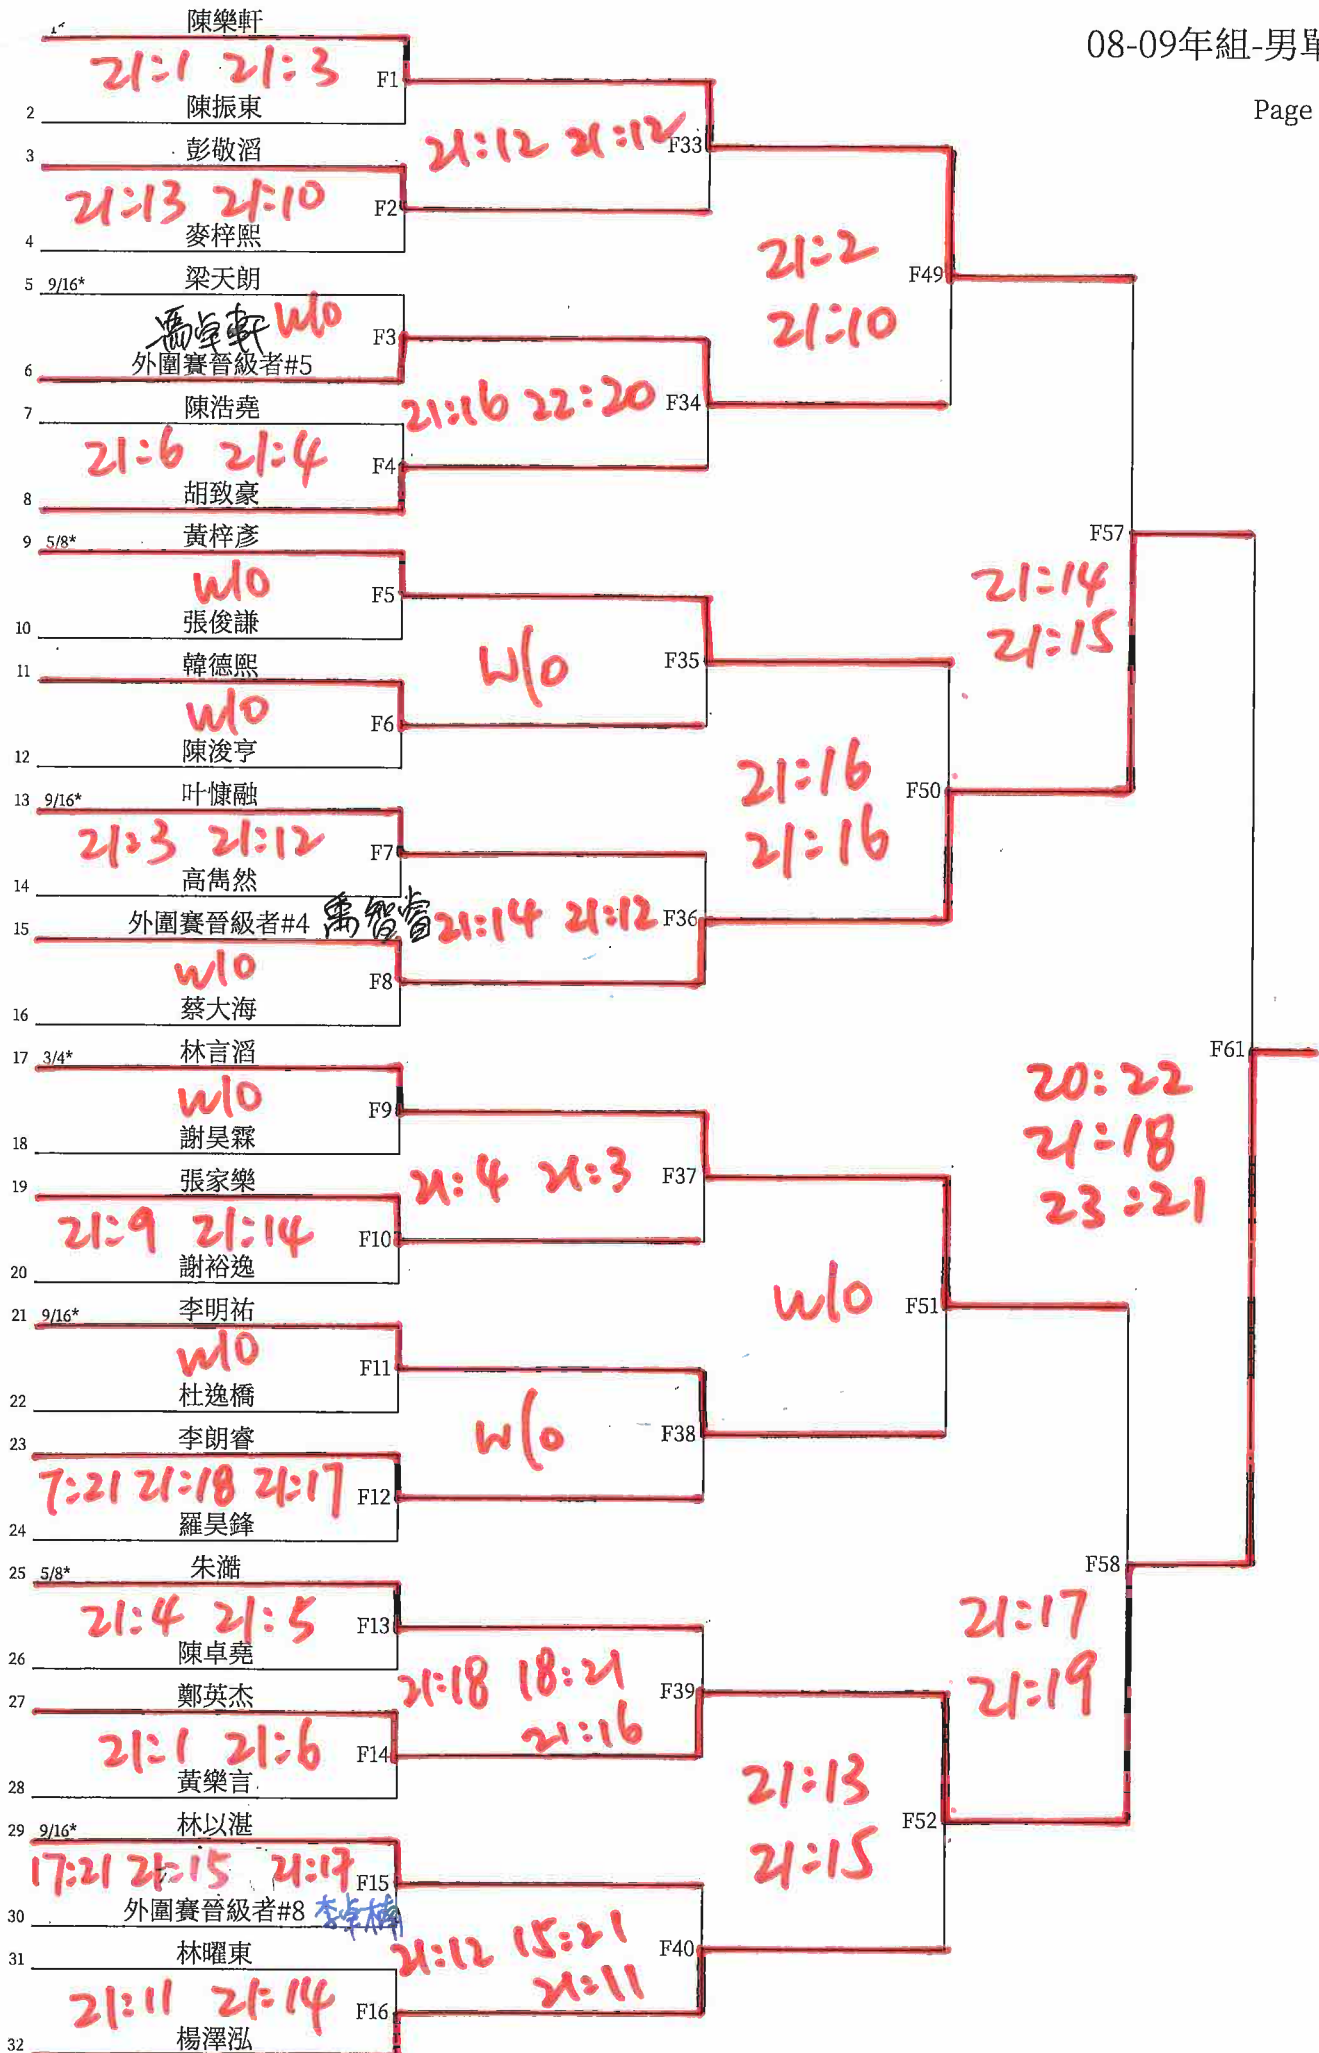 08-09年組-男單
Page
陳樂軒
21:1 21:3
F1
2 陳振東
21:12 21:12
F33
3 彭敬滔
21:13 21:10
F2
4 麥梓熙
21:2
21:10
F49
5 9/16* 梁天朗
馮卓軒 w/o
F3
6 外圍賽晉級者#5
21:16 22:20
F34
7 陳浩堯
21:6 21:4
F4
8 胡致豪
F57
21:14
21:15
9 5/8* 黃梓彥
w/o
F5
10 張俊謙
w/o
F35
11 韓德熙
w/o
F6
12 陳浚亨
21:16
21:16
F50
13 9/16* 叶慷融
21:3 21:12
F7
14 高雋然
21:14 21:12
F36
15 外圍賽晉級者#4 禹智睿
w/o
F8
16 蔡大海
F61
20:22
21:18
23:21
17 3/4* 林言滔
w/o
F9
18 謝昊霖
21:4 21:3
F37
19 張家樂
21:9 21:14
F10
20 謝裕逸
w/o
F51
21 9/16* 李明祐
w/o
F11
22 杜逸橋
w/o
F38
23 李朗睿
7:21 21:18 21:17
F12
24 羅昊鋒
F58
21:17
21:19
25 5/8* 朱澔
21:4 21:5
F13
26 陳卓堯
21:18 18:21
21:16
F39
27 鄭英杰
21:1 21:6
F14
28 黃樂言
21:13
21:15
F52
29 9/16* 林以湛
17:21 21:15 21:17
F15
30 外圍賽晉級者#8 李卓楠
21:12 15:21
21:11
F40
31 林曜東
21:11 21:14
F16
32 楊澤泓